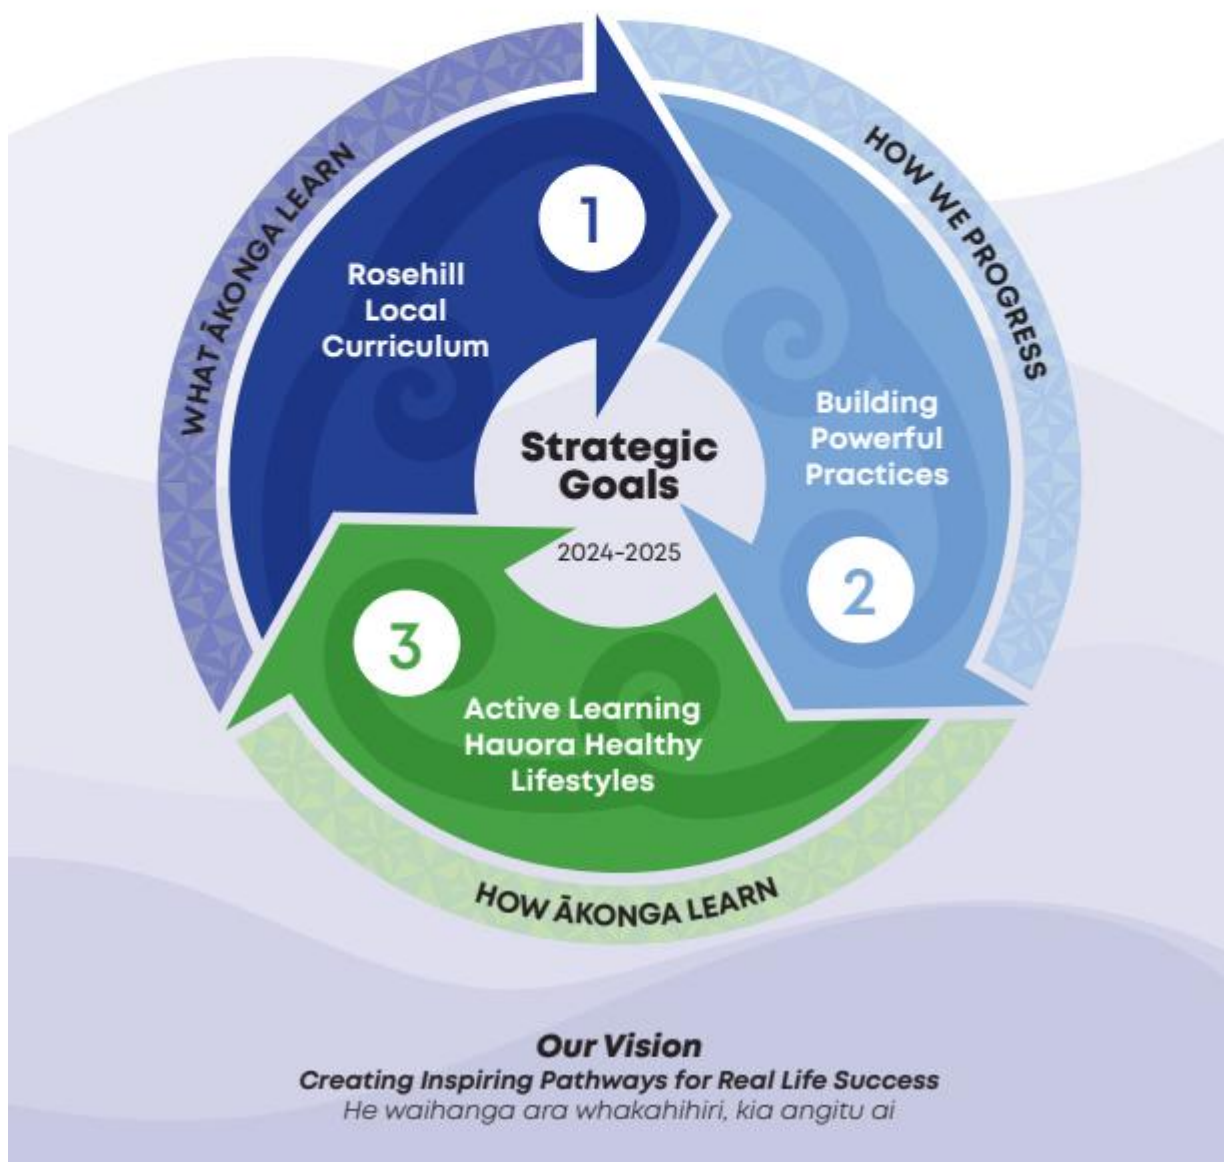 WHAT ĀKONGA LEARN
1
Rosehill
Local
Curriculum
HOW WE PROGRESS
Building
Powerful
Practices
2
Strategic
Goals
2024-2025
3
Active Learning
Hauora Healthy
Lifestyles
HOW ĀKONGA LEARN
Our Vision
Creating Inspiring Pathways for Real Life Success
He waihanga ara whakahihiri, kia angitu ai